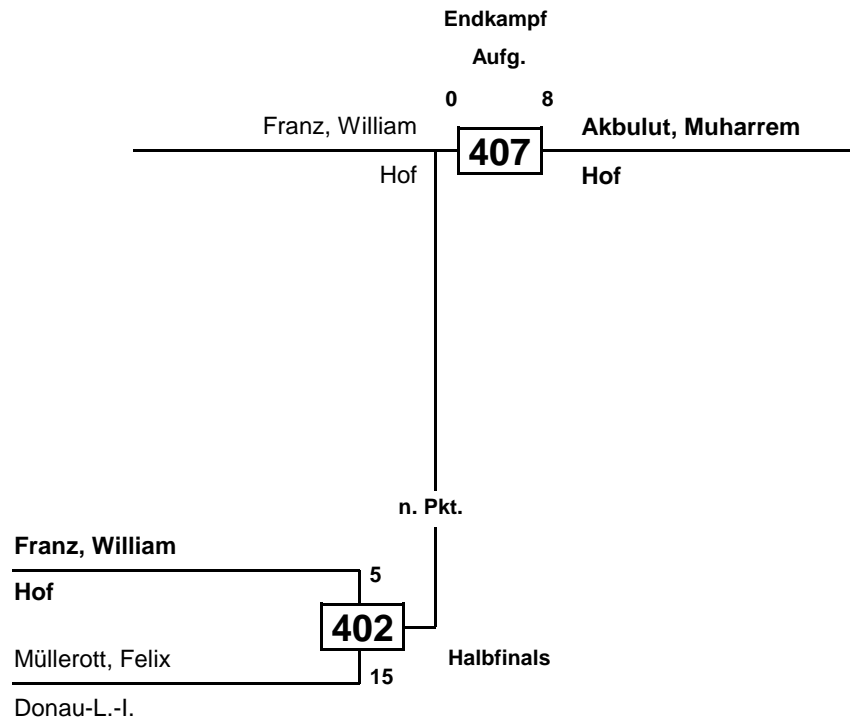 Endkampf
Aufg.
0 8
Franz, William 407 Akbulut, Muharrem
Hof Hof
n. Pkt.
Franz, William
5
Hof
402
Müllerott, Felix Halbfinals
15
Donau-L.-I.